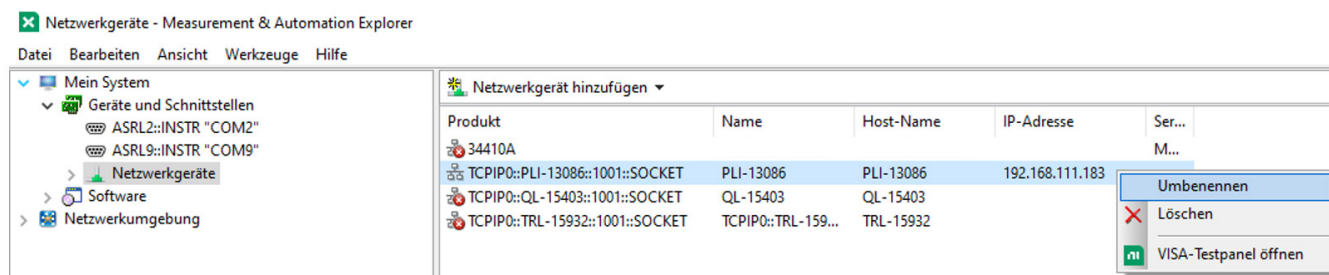 Netzwerkgeräte - Measurement & Automation Explorer
Datei Bearbeiten Ansicht Werkzeuge Hilfe
Mein System
Geräte und Schnittstellen
ASRL2::INSTR "COM2"
ASRL9::INSTR "COM9"
Netzwerkgeräte
Software
Netzwerkumgebung
Netzwerkgerät hinzufügen
Produkt Name Host-Name IP-Adresse Ser...
34410A M...
TCPIP0::PLI-13086::1001::SOCKET PLI-13086 PLI-13086 192.168.111.183
TCPIP0::QL-15403::1001::SOCKET QL-15403 QL-15403
TCPIP0::TRL-15932::1001::SOCKET TCPIP0::TRL-159... TRL-15932
Umbenennen
Löschen
VISA-Testpanel öffnen